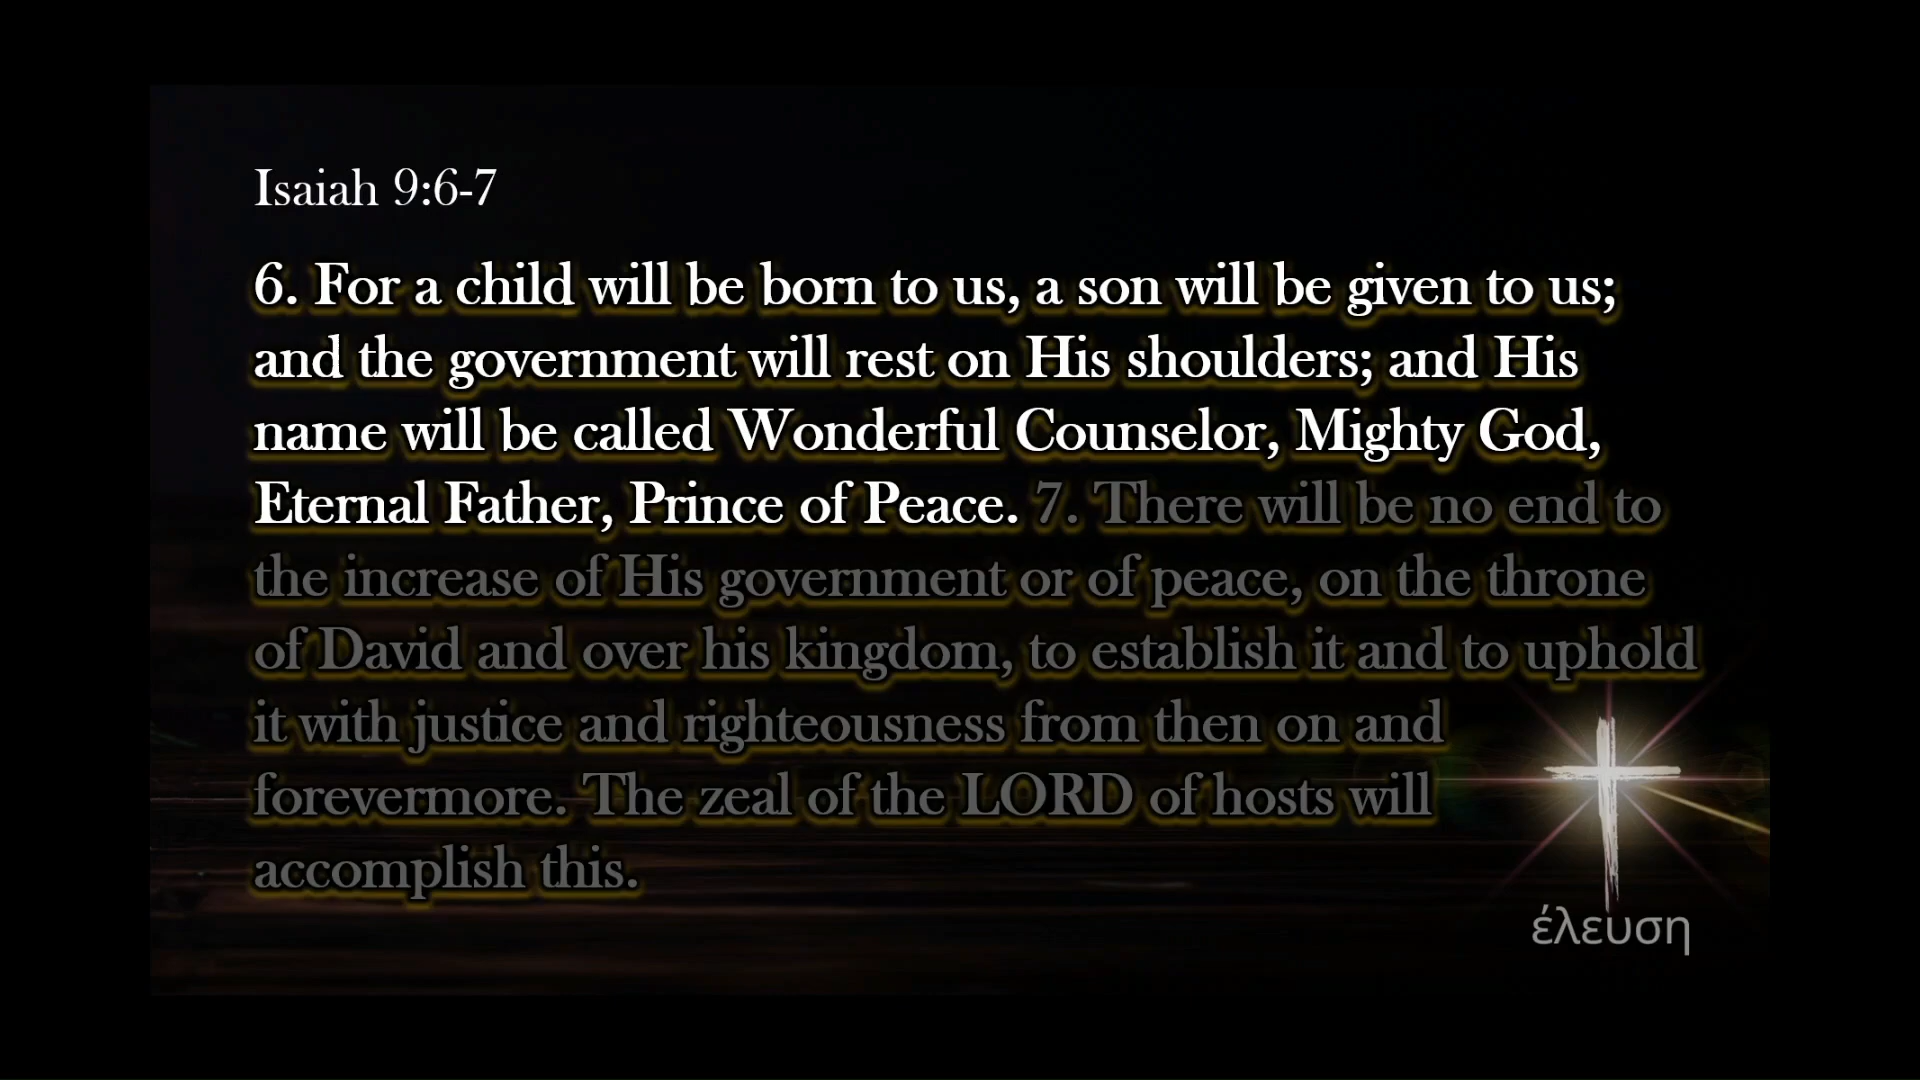 Isaiah 9:6-7
6. For a child will be born to us, a son will be given to us;
and the government will rest on His shoulders; and His
name will be called Wonderful Counselor, Mighty God,
Eternal Father, Prince of Peace. 7. There will be no end to
the increase of His government or of peace, on the throne
of David and over his kingdom, to establish it and to uphold
it with justice and righteousness from then on and
forevermore. The zeal of the LORD of hosts will
accomplish this.
έλευση